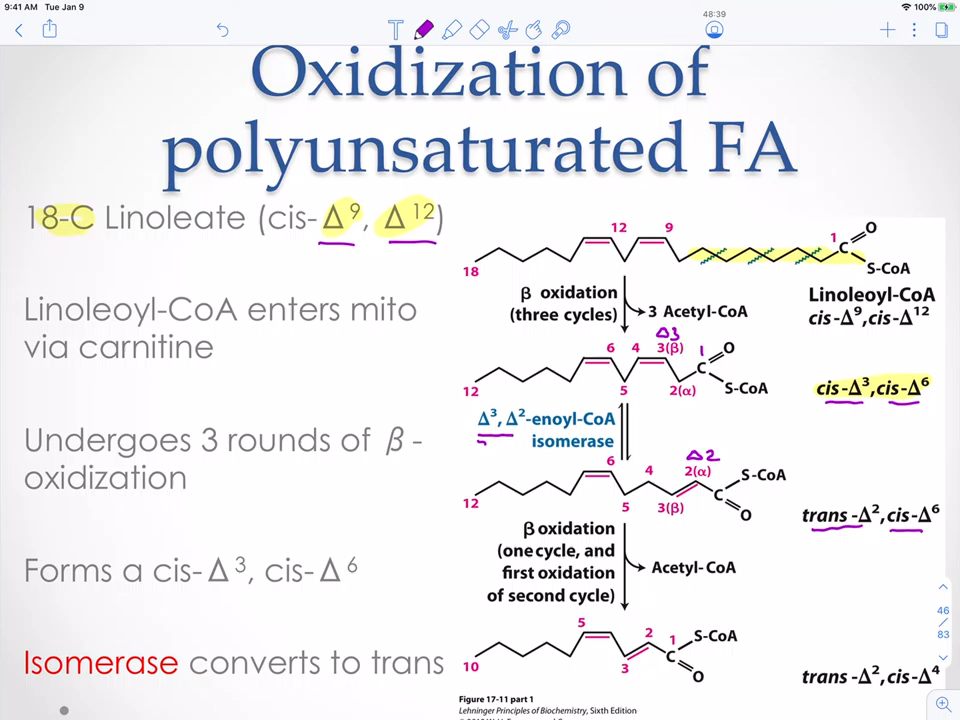 9:41 AM Tue Jan 9
100%
48:39
Oxidization of
polyunsaturated FA
18-C Linoleate (cis-Δ⁹, Δ¹²)
Linoleoyl-CoA enters mito
via carnitine
Undergoes 3 rounds of β-
oxidization
Forms a cis-Δ³, cis-Δ⁶
Isomerase converts to trans
12 9 1 C O
18 S-CoA
β oxidation
(three cycles)
3 Acetyl-CoA
Linoleoyl-CoA
cis-Δ⁹,cis-Δ¹²
Δ3
6 4 3(β) 1 C O
12 5 2(α) S-CoA
cis-Δ³,cis-Δ⁶
Δ³, Δ²-enoyl-CoA
isomerase
Δ2
6 4 2(α) S-CoA
12 5 3(β) C O
trans-Δ²,cis-Δ⁶
β oxidation
(one cycle, and
first oxidation
of second cycle)
Acetyl-CoA
5 2 1 S-CoA
10 3 C O
trans-Δ²,cis-Δ⁴
46
/
83
Figure 17-11 part 1
Lehninger Principles of Biochemistry, Sixth Edition